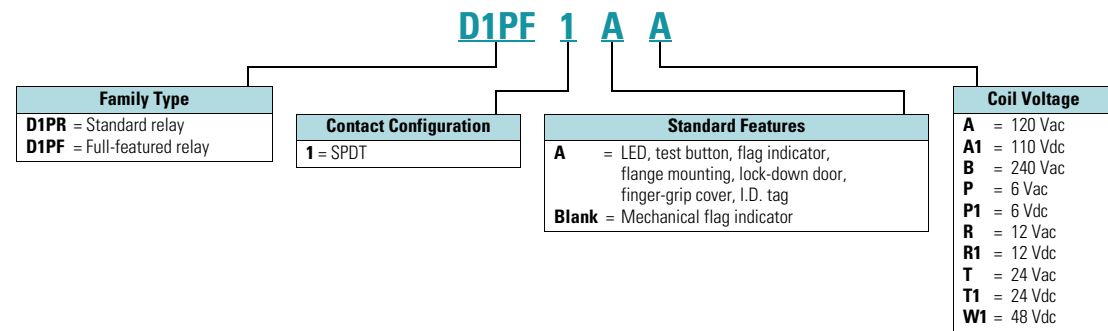 D1PF 1 A A
Family Type
D1PR = Standard relay
D1PF = Full-featured relay
Contact Configuration
1 = SPDT
Standard Features
A = LED, test button, flag indicator,
flange mounting, lock-down door,
finger-grip cover, I.D. tag
Blank = Mechanical flag indicator
Coil Voltage
A = 120 Vac
A1 = 110 Vdc
B = 240 Vac
P = 6 Vac
P1 = 6 Vdc
R = 12 Vac
R1 = 12 Vdc
T = 24 Vac
T1 = 24 Vdc
W1 = 48 Vdc